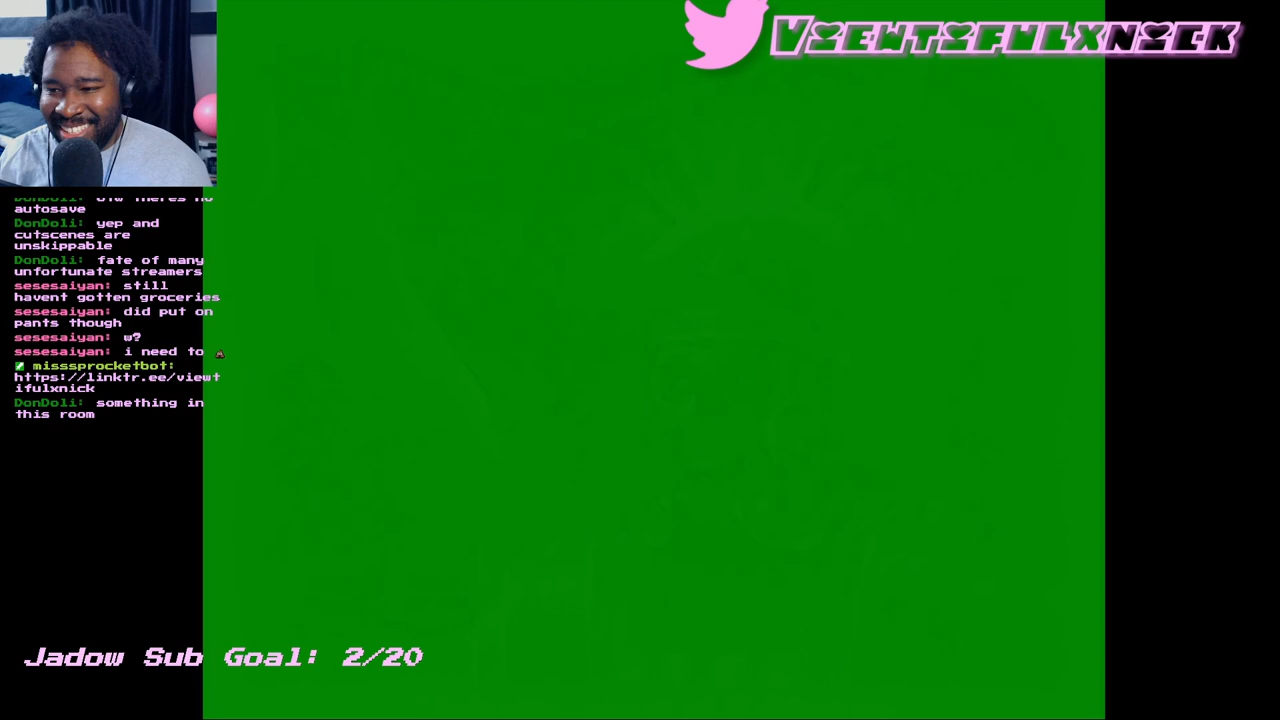 ViewtifulxNick
autosave
DonDoli: yep and
cutscenes are
unskippable
DonDoli: fate of many
unfortunate streamers
sesesaiyan: still
havent gotten groceries
sesesaiyan: did put on
pants though
sesesaiyan: w?
sesesaiyan: i need to
misssprocketbot:
https://linktr.ee/viewt
ifulxnick
DonDoli: something in
this room
Jadow Sub Goal: 2/20